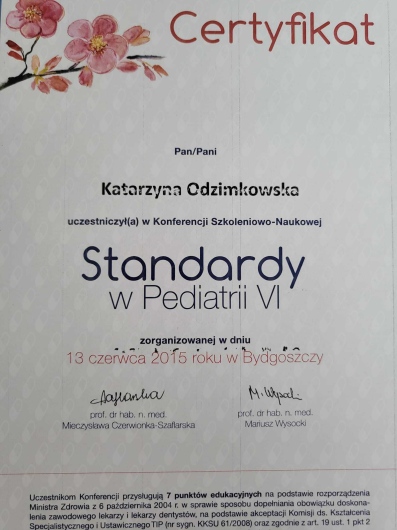 Certyfikat
Pan/Pani
Katarzyna Odzimkowska
uczestniczył(a) w Konferencji Szkoleniowo-Naukowej
Standardy
w Pediatrii VI
zorganizowanej w dniu
13 czerwca 2015 roku w Bydgoszczy
prof. dr hab. n. med.
Mieczysława Czerwionka-Szaflarska
M. Wysocki
prof. dr hab. n. med.
Mariusz Wysocki
Uczestnikom Konferencji przysługują 7 punktów edukacyjnych na podstawie rozporządzenia
Ministra Zdrowia z 6 października 2004 r. w sprawie sposobu dopełniania obowiązku doskona-
lenia zawodowego lekarzy i lekarzy dentystów, na podstawie akceptacji Komisji ds. Kształcenia
Specjalistycznego i Ustawicznego TIP (nr sygn. KKSU 61/2008) oraz zgodnie z art. 19 ust. 1 pkt 2